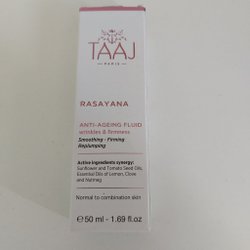 TAAJ
PARIS
RASAYANA
ANTI-AGEING FLUID
wrinkles & firmness
Smoothing - Firming
Replumping
Active ingredients synergy:
Sunflower and Tomato Seed Oils,
Essential Oils of Lemon, Clove
and Nutmeg
Normal to combination skin
e 50 ml - 1.69 fl.oz